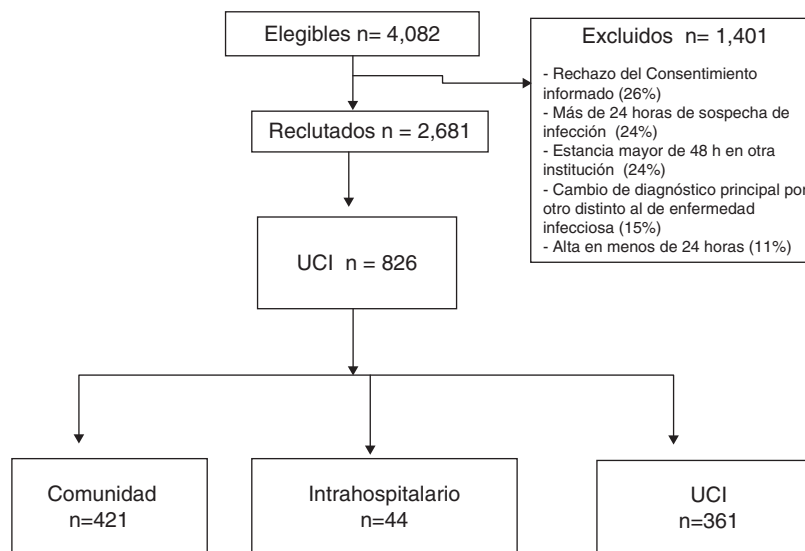 Elegibles n= 4,082
Excluidos n= 1,401
- Rechazo del Consentimiento
informado (26%)
- Más de 24 horas de sospecha de
infección (24%)
- Estancia mayor de 48 h en otra
institución (24%)
- Cambio de diagnóstico principal por
otro distinto al de enfermedad
infecciosa (15%)
- Alta en menos de 24 horas (11%)
Reclutados n = 2,681
UCI n = 826
Comunidad
n=421
Intrahospitalario
n=44
UCI
n=361